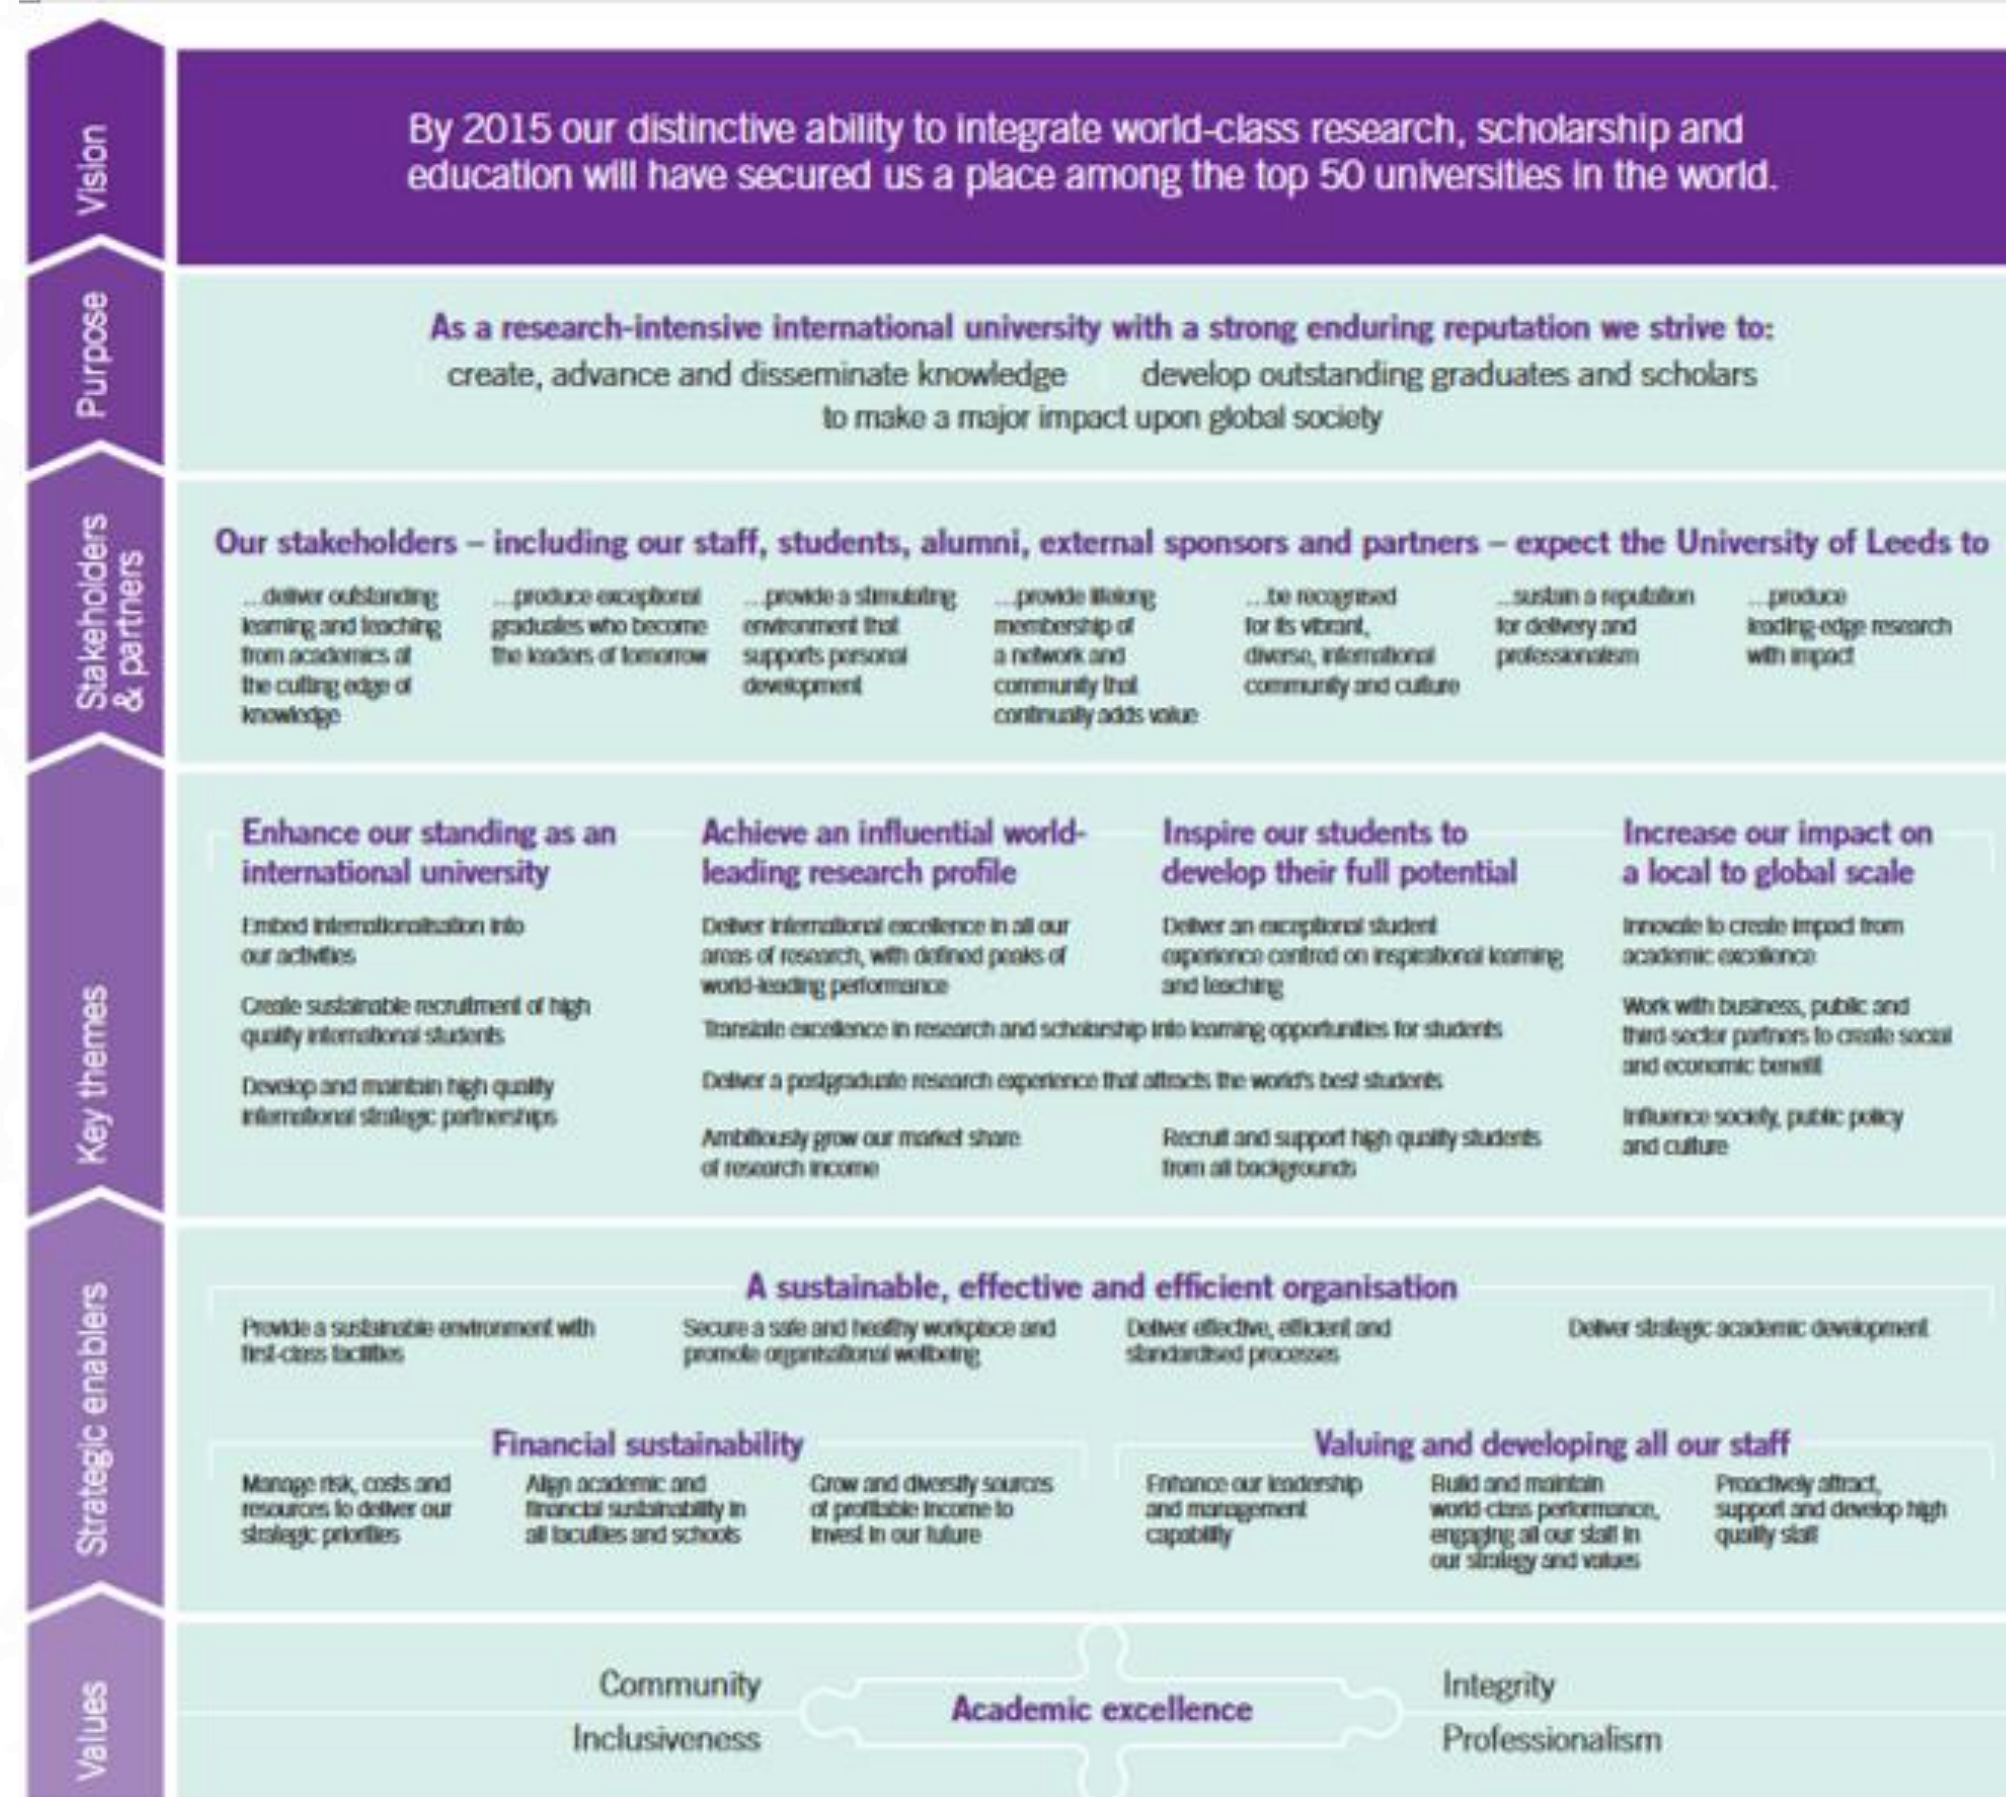 Vision
By 2015 our distinctive ability to integrate world-class research, scholarship and
education will have secured us a place among the top 50 universities in the world.
Purpose
As a research-intensive international university with a strong enduring reputation we strive to:
create, advance and disseminate knowledge
develop outstanding graduates and scholars
to make a major impact upon global society
Stakeholders
& partners
Our stakeholders – including our staff, students, alumni, external sponsors and partners – expect the University of Leeds to
...deliver outstanding
learning and teaching
from academics at
the cutting edge of
knowledge
...produce exceptional
graduates who become
the leaders of tomorrow
...provide a stimulating
environment that
supports personal
development
...provide lifelong
membership of
a network and
community that
continually adds value
...be recognised
for its vibrant,
diverse, international
community and culture
...sustain a reputation
for delivery and
professionalism
...produce
leading-edge research
with impact
Key themes
Enhance our standing as an
international university
Embed internationalisation into
our activities
Create sustainable recruitment of high
quality international students
Develop and maintain high quality
international strategic partnerships
Achieve an influential world-
leading research profile
Deliver international excellence in all our
areas of research, with defined peaks of
world-leading performance
Inspire our students to
develop their full potential
Deliver an exceptional student
experience centred on inspirational learning
and teaching
Translate excellence in research and scholarship into learning opportunities for students
Deliver a postgraduate research experience that attracts the world's best students
Ambitiously grow our market share
of research income
Recruit and support high quality students
from all backgrounds
Increase our impact on
a local to global scale
Innovate to create impact from
academic excellence
Work with business, public and
third-sector partners to create social
and economic benefit
Influence society, public policy
and culture
Strategic enablers
A sustainable, effective and efficient organisation
Provide a sustainable environment with
first-class facilities
Secure a safe and healthy workplace and
promote organisational wellbeing
Deliver effective, efficient and
standardised processes
Deliver strategic academic development
Financial sustainability
Manage risk, costs and
resources to deliver our
strategic priorities
Align academic and
financial sustainability in
all faculties and schools
Grow and diversify sources
of profitable income to
invest in our future
Valuing and developing all our staff
Enhance our leadership
and management
capability
Build and maintain
world-class performance,
engaging all our staff in
our strategy and values
Proactively attract,
support and develop high
quality staff
Values
Community
Inclusiveness
Academic excellence
Integrity
Professionalism